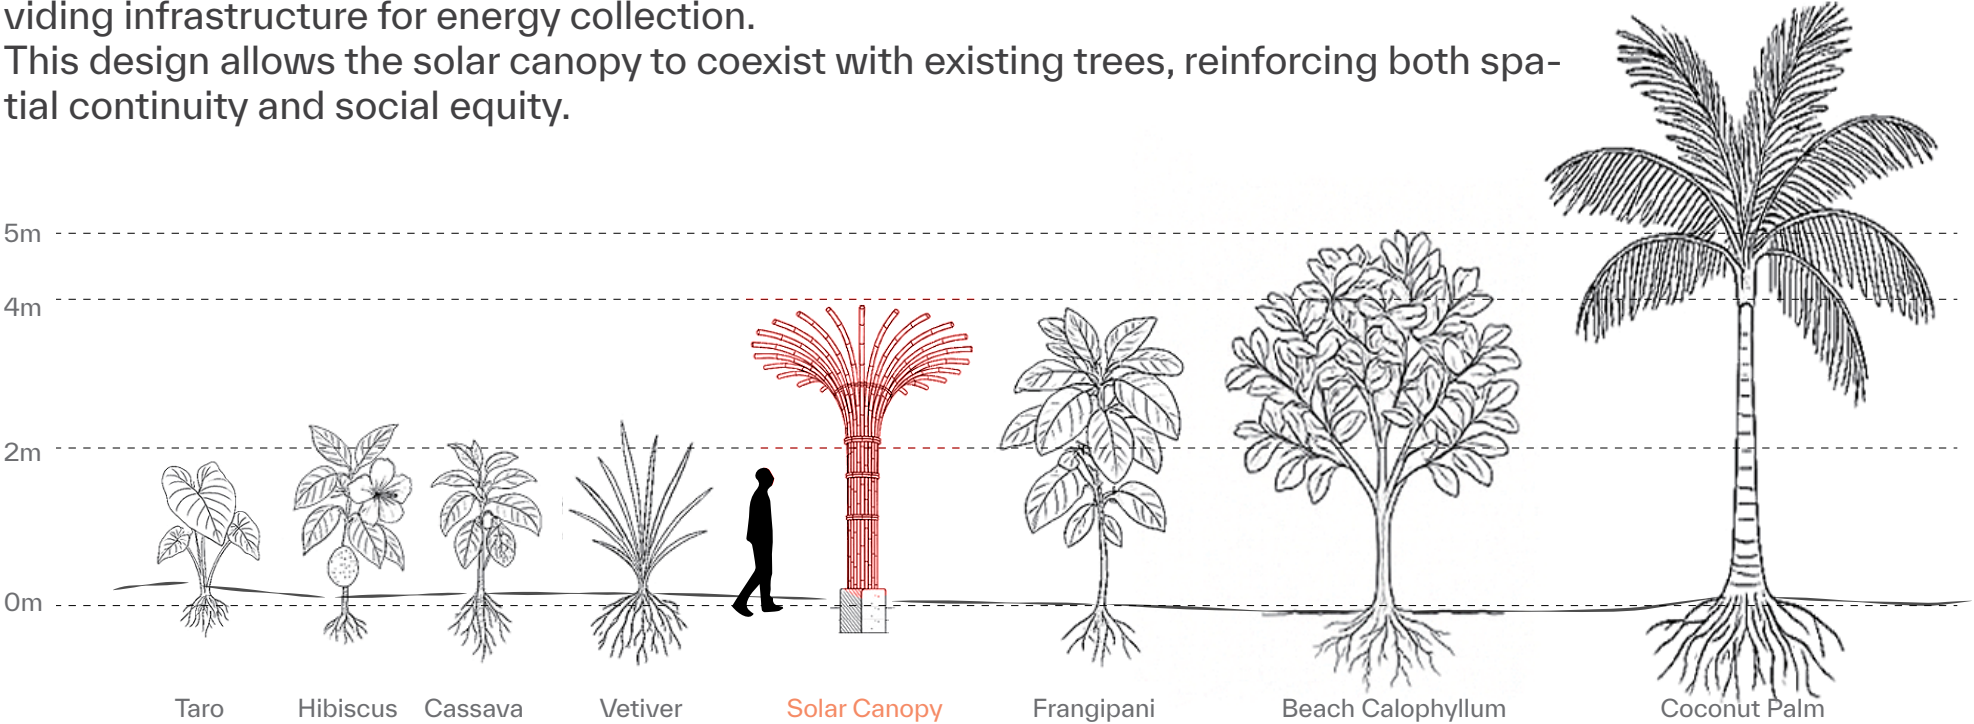 viding infrastructure for energy collection.
This design allows the solar canopy to coexist with existing trees, reinforcing both spa-
tial continuity and social equity.
5m
4m
2m
0m
Taro Hibiscus Cassava Vetiver Solar Canopy Frangipani Beach Calophyllum Coconut Palm